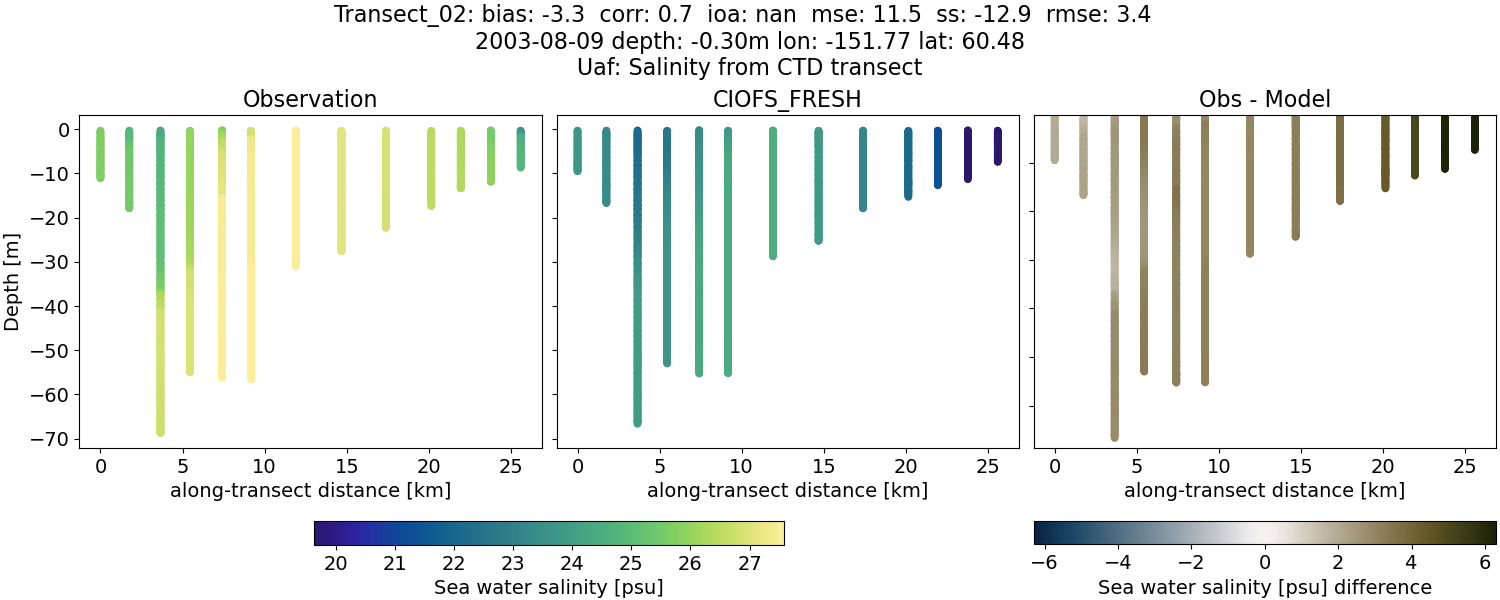 Transect_02: bias: -3.3  corr: 0.7  ioa: nan  mse: 11.5  ss: -12.9  rmse: 3.4
2003-08-09 depth: -0.30m lon: -151.77 lat: 60.48
Uaf: Salinity from CTD transect
Observation
CIOFS_FRESH
Obs - Model
Depth [m]
0
−10
−20
−30
−40
−50
−60
−70
0 5 10 15 20 25
0 5 10 15 20 25
0 5 10 15 20 25
along-transect distance [km]
along-transect distance [km]
along-transect distance [km]
20 21 22 23 24 25 26 27
Sea water salinity [psu]
−6 −4 −2 0 2 4 6
Sea water salinity [psu] difference